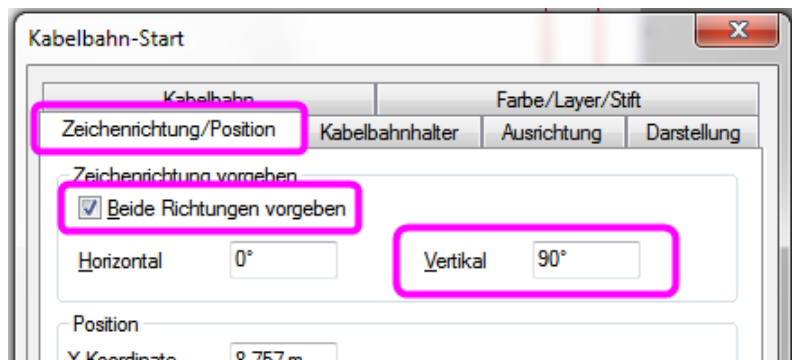 Kabelbahn-Start
Kabelbahn Farbe/Layer/Stift
Zeichenrichtung/Position Kabelbahnhalter Ausrichtung Darstellung
Zeichenrichtung vorgeben
Beide Richtungen vorgeben
Horizontal 0° Vertikal 90°
Position
X-Koordinate 8,757 m